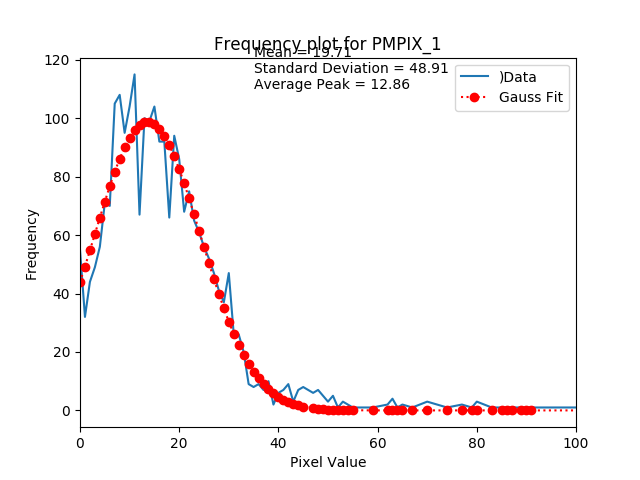 Frequency plot for PMPIX_1
Mean = 19.71
Standard Deviation = 48.91
Average Peak = 12.86
)Data
Gauss Fit
Frequency
120
100
80
60
40
20
0
0 20 40 60 80 100
Pixel Value